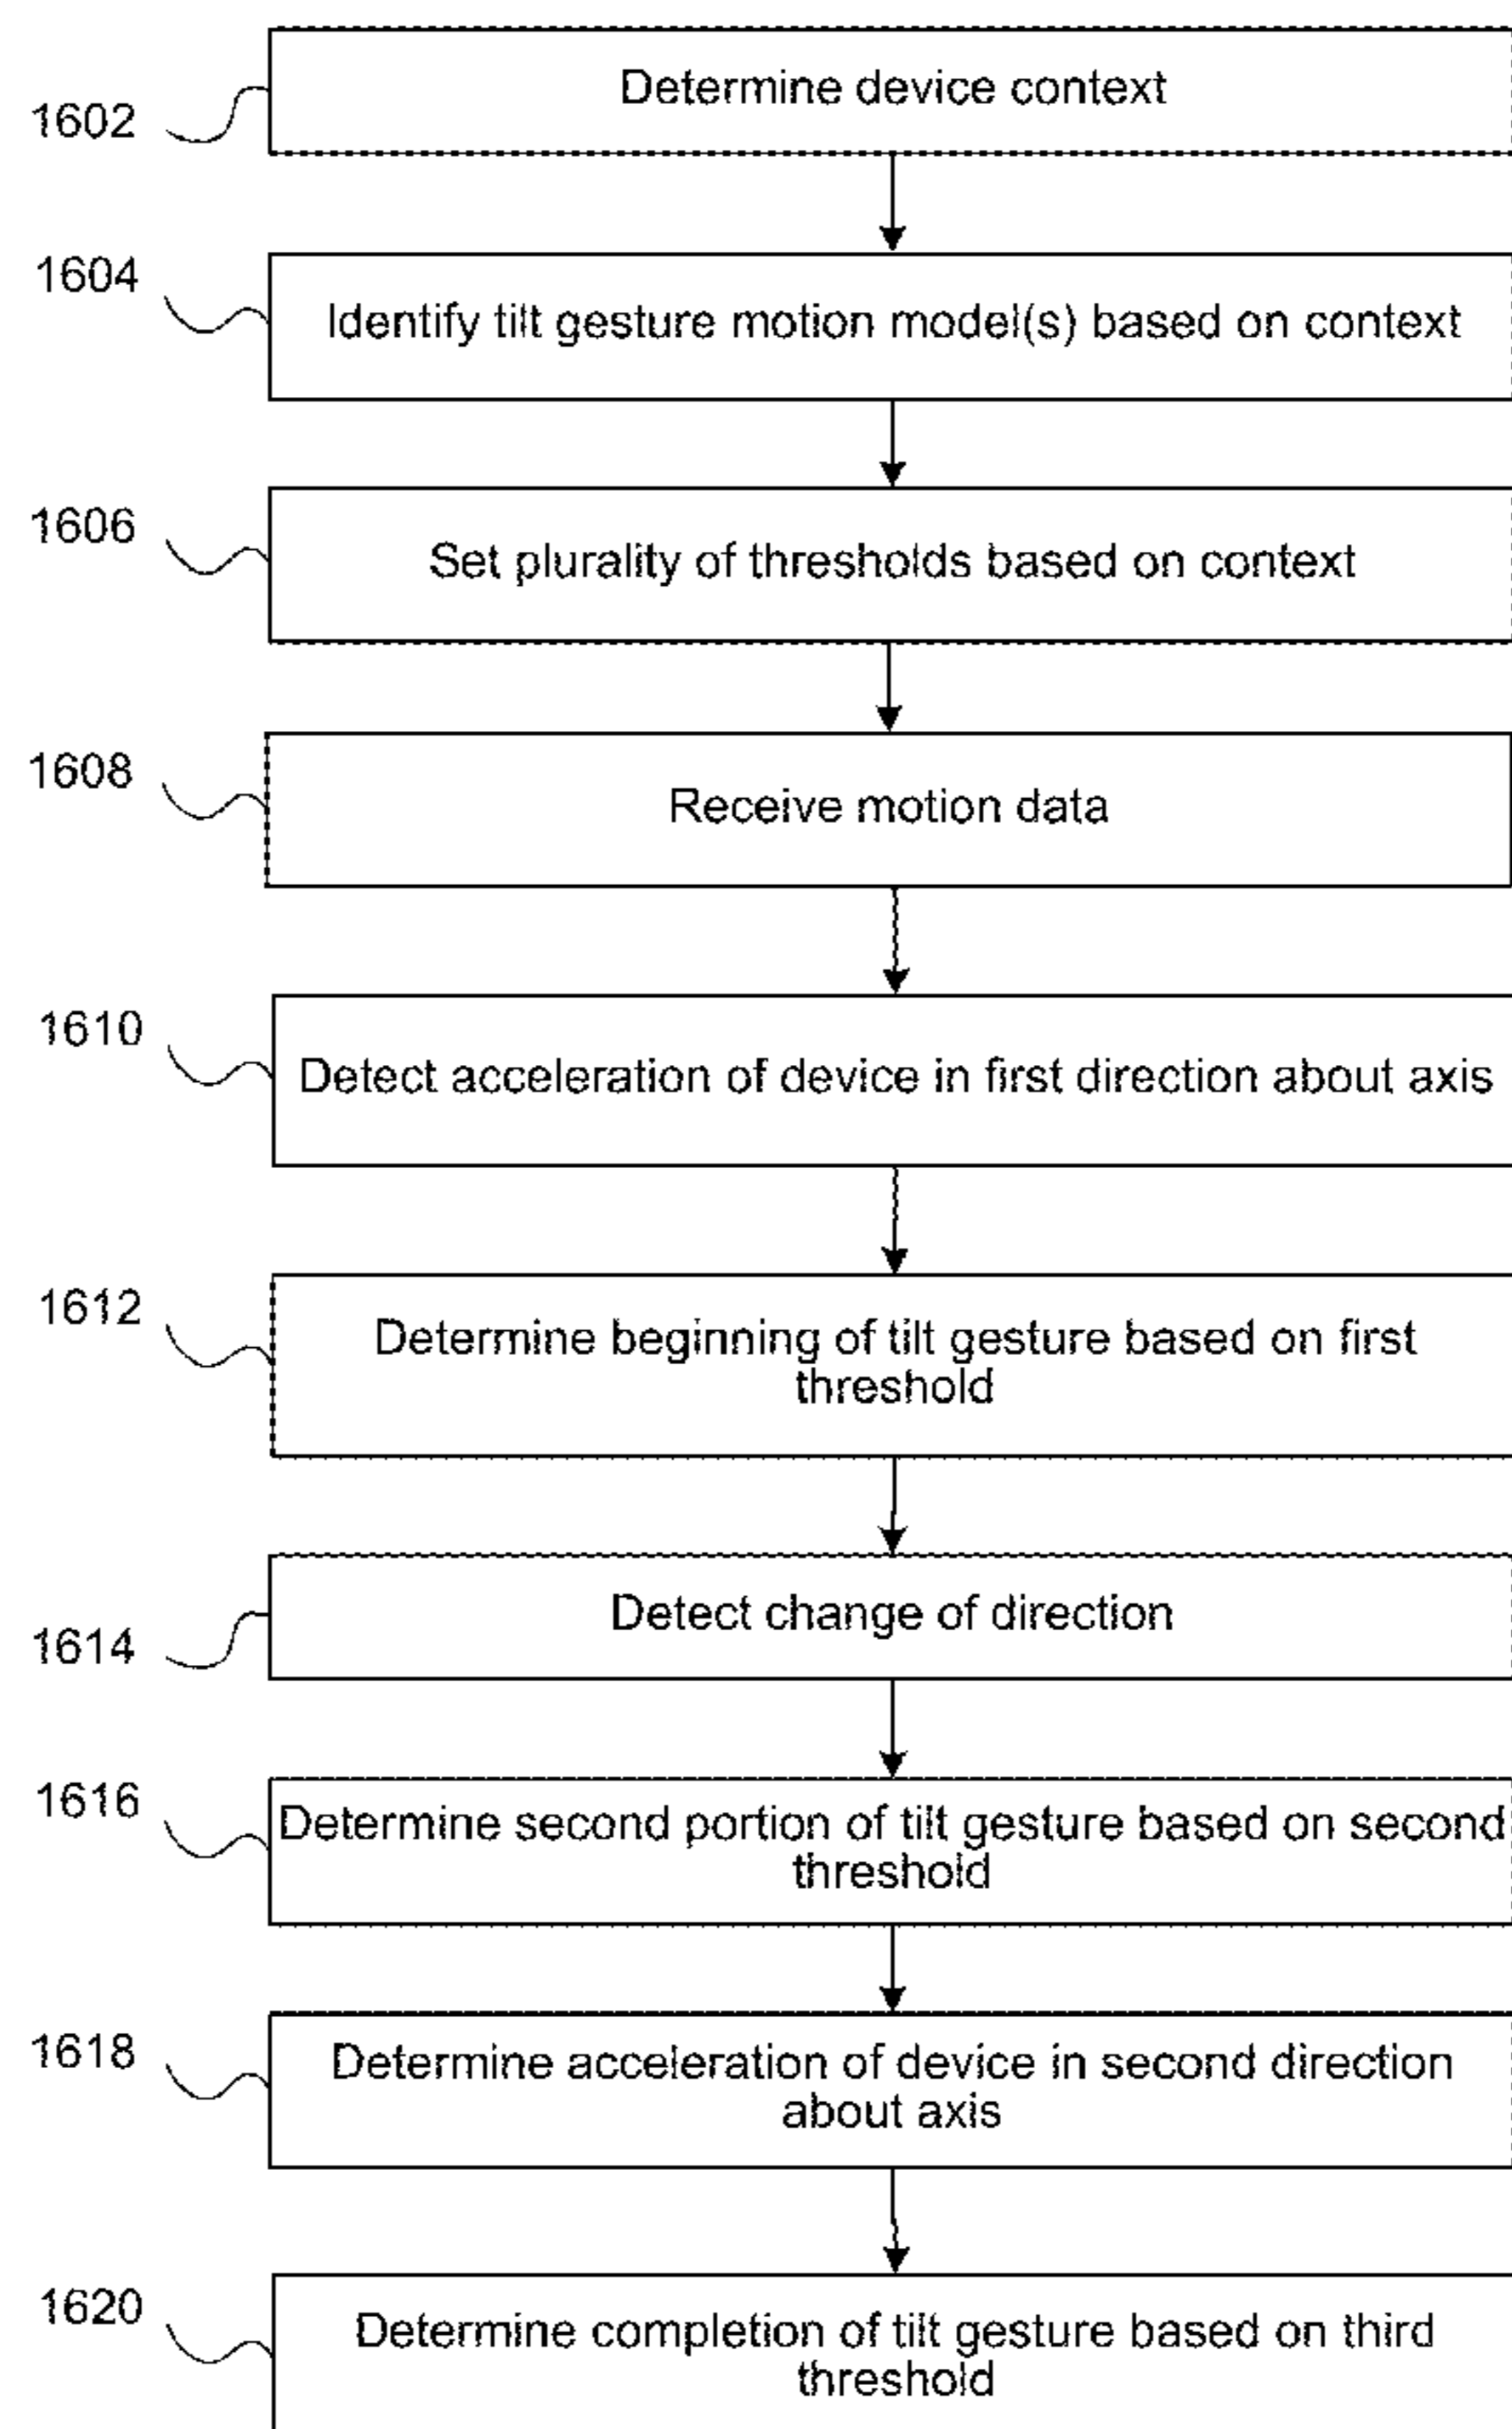 1602
Determine device context
1604
Identify tilt gesture motion model(s) based on context
1606
Set plurality of thresholds based on context
1608
Receive motion data
1610
Detect acceleration of device in first direction about axis
1612
Determine beginning of tilt gesture based on first
threshold
1614
Detect change of direction
1616
Determine second portion of tilt gesture based on second
threshold
1618
Determine acceleration of device in second direction
about axis
1620
Determine completion of tilt gesture based on third
threshold